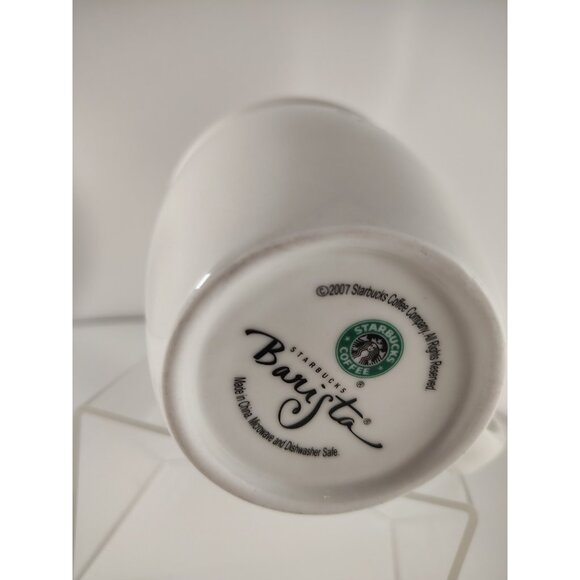 ©2007 Starbucks Coffee Company All Rights Reserved.
STARBUCKS
COFFEE
®
STARBUCKS
Barista®
Made in China. Microwave and Dishwasher Safe.